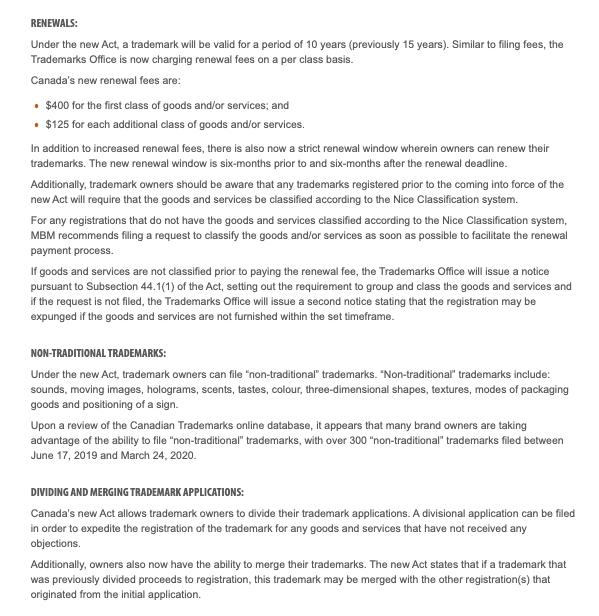 RENEWALS:
Under the new Act, a trademark will be valid for a period of 10 years (previously 15 years). Similar to filing fees, the
Trademarks Office is now charging renewal fees on a per class basis.
Canada's new renewal fees are:
• $400 for the first class of goods and/or services; and
• $125 for each additional class of goods and/or services.
In addition to increased renewal fees, there is also now a strict renewal window wherein owners can renew their
trademarks. The new renewal window is six-months prior to and six-months after the renewal deadline.
Additionally, trademark owners should be aware that any trademarks registered prior to the coming into force of the
new Act will require that the goods and services be classified according to the Nice Classification system.
For any registrations that do not have the goods and services classified according to the Nice Classification system,
MBM recommends filing a request to classify the goods and/or services as soon as possible to facilitate the renewal
payment process.
If goods and services are not classified prior to paying the renewal fee, the Trademarks Office will issue a notice
pursuant to Subsection 44.1(1) of the Act, setting out the requirement to group and class the goods and services and
if the request is not filed, the Trademarks Office will issue a second notice stating that the registration may be
expunged if the goods and services are not furnished within the set timeframe.
NON-TRADITIONAL TRADEMARKS:
Under the new Act, trademark owners can file “non-traditional” trademarks. “Non-traditional” trademarks include:
sounds, moving images, holograms, scents, tastes, colour, three-dimensional shapes, textures, modes of packaging
goods and positioning of a sign.
Upon a review of the Canadian Trademarks online database, it appears that many brand owners are taking
advantage of the ability to file “non-traditional” trademarks, with over 300 “non-traditional” trademarks filed between
June 17, 2019 and March 24, 2020.
DIVIDING AND MERGING TRADEMARK APPLICATIONS:
Canada's new Act allows trademark owners to divide their trademark applications. A divisional application can be filed
in order to expedite the registration of the trademark for any goods and services that have not received any
objections.
Additionally, owners also now have the ability to merge their trademarks. The new Act states that if a trademark that
was previously divided proceeds to registration, this trademark may be merged with the other registration(s) that
originated from the initial application.